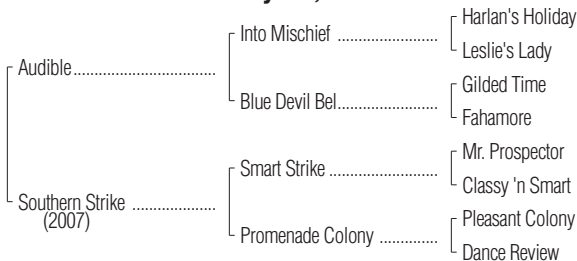 Harlan's Holiday
Into Mischief ........................
Leslie's Lady
Audible..................................
Gilded Time
Blue Devil Bel........................
Fahamore
Mr. Prospector
Smart Strike ..........................
Classy 'n Smart
Southern Strike ....................
(2007)
Pleasant Colony
Promenade Colony ..............
Dance Review